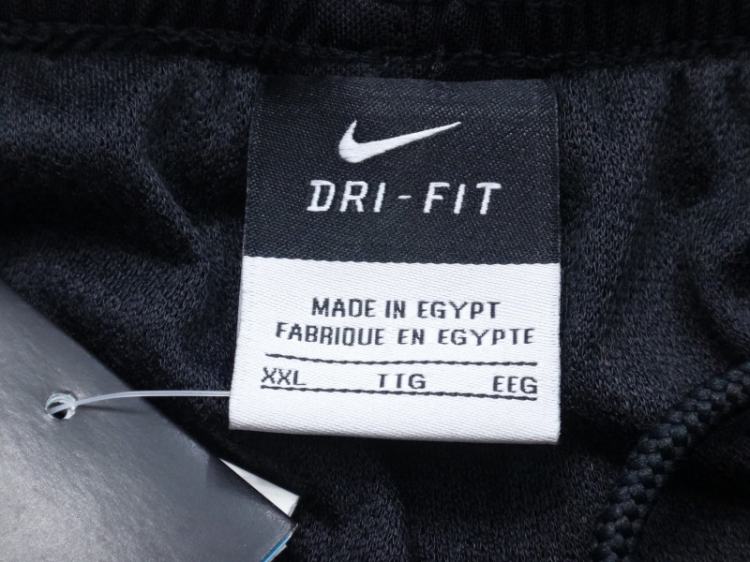 DRI-FIT
MADE IN EGYPT
FABRIQUE EN EGYPTE
XXL TTG EEG